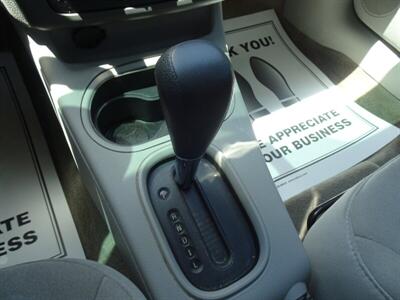 K YOU!
E APPRECIATE
OUR BUSINESS
ATE
NESS
R
N
D